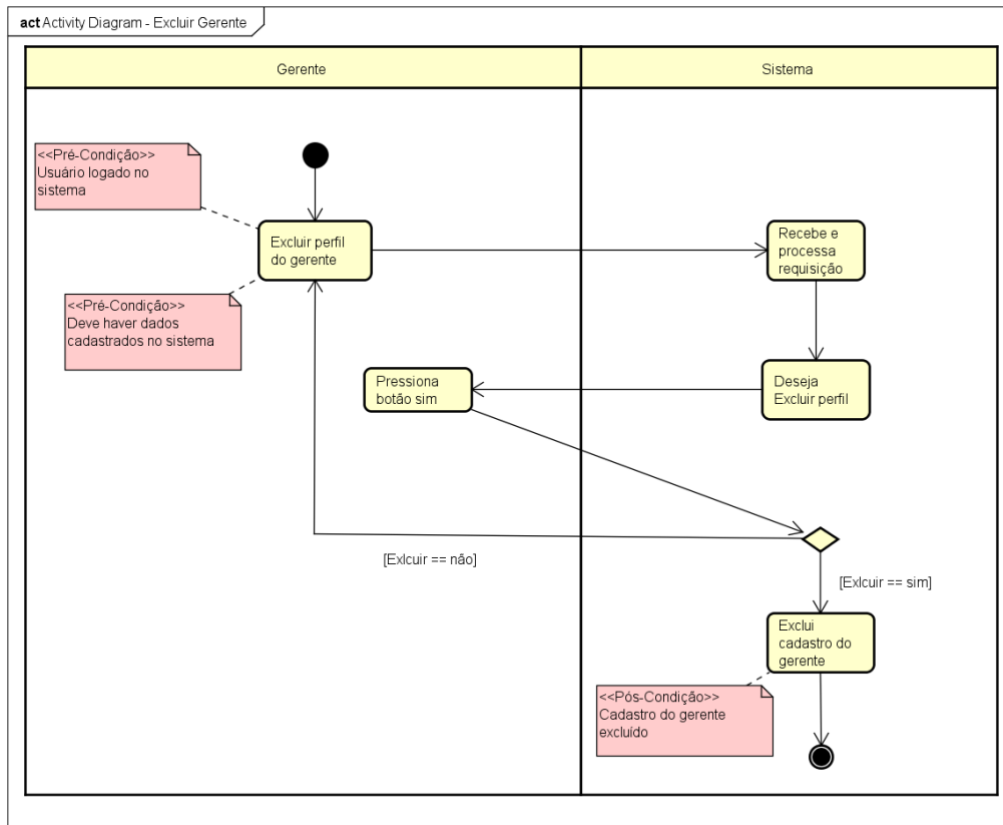 act Activity Diagram - Excluir Gerente
Gerente
Sistema
<<Pré-Condição>>
Usuário logado no
sistema
Excluir perfil
do gerente
Recebe e
processa
requisição
<<Pré-Condição>>
Deve haver dados
cadastrados no sistema
Pressiona
botão sim
Deseja
Excluir perfil
[Exlcuir == não]
[Exlcuir == sim]
Exclui
cadastro do
gerente
<<Pós-Condição>>
Cadastro do gerente
excluído